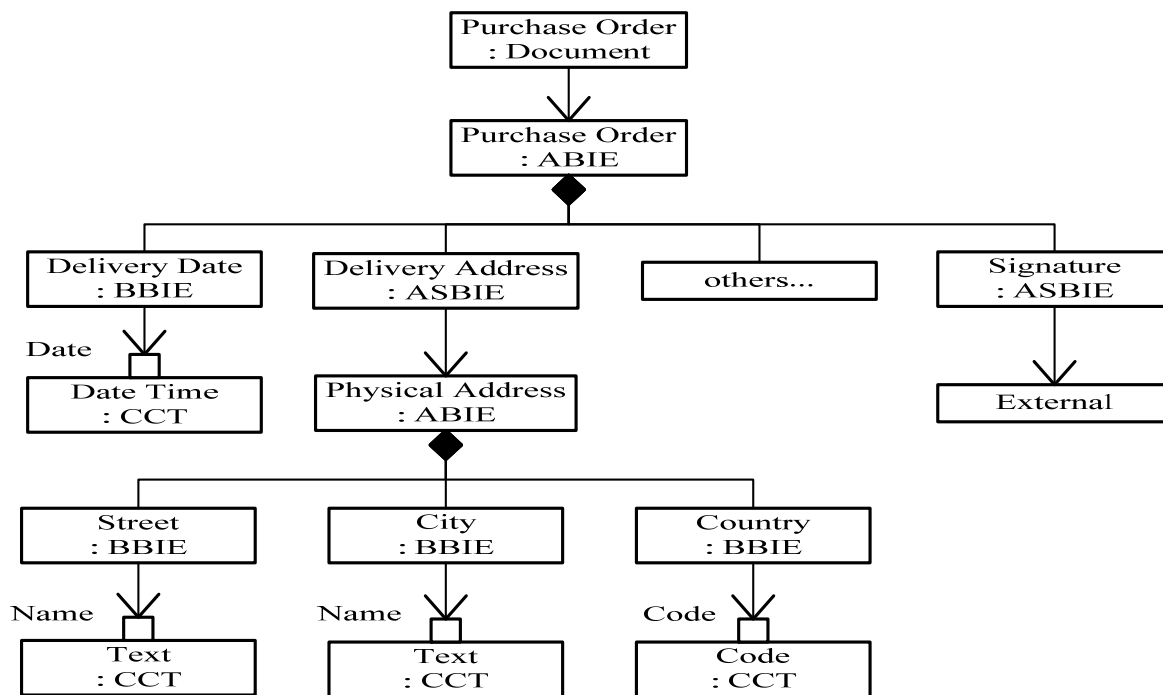 Purchase Order
: Document
Purchase Order
: ABIE
Delivery Date
: BBIE
Delivery Address
: ASBIE
others...
Signature
: ASBIE
Date
Date Time
: CCT
Physical Address
: ABIE
External
Street
: BBIE
City
: BBIE
Country
: BBIE
Name
Text
: CCT
Name
Text
: CCT
Code
Code
: CCT